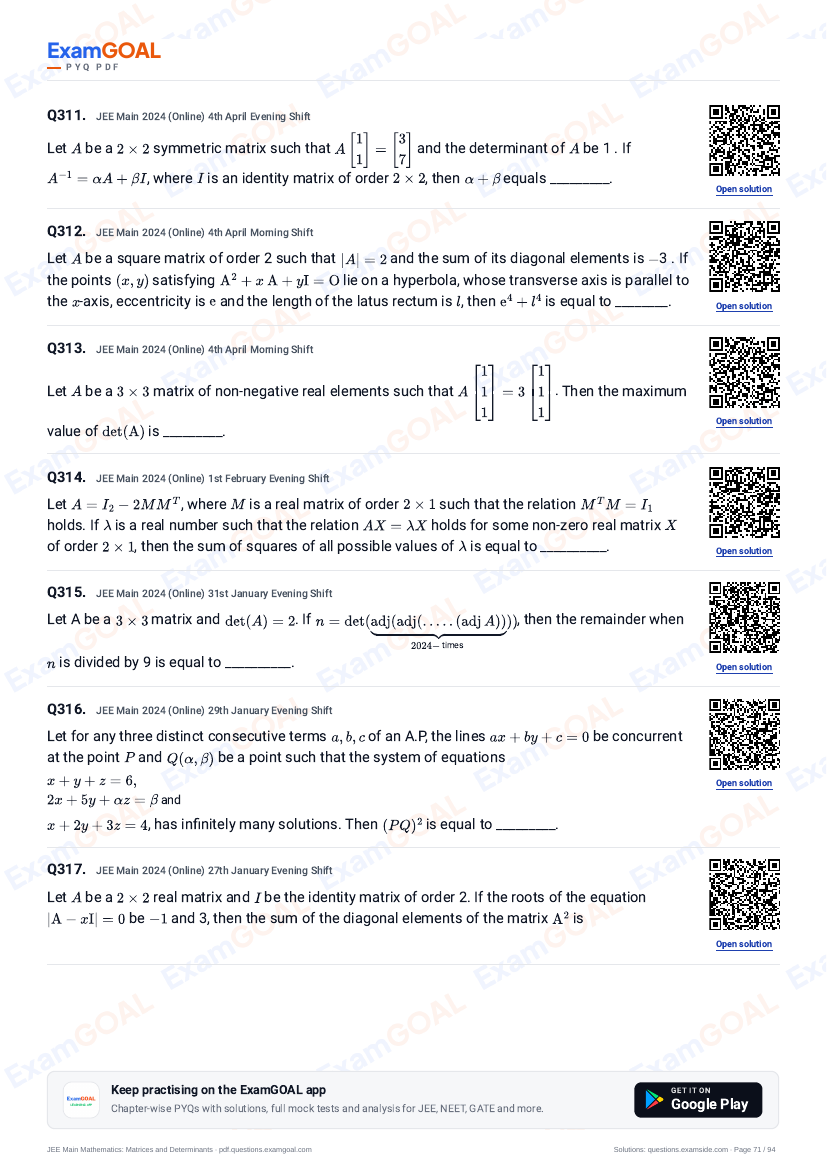 ExamGOAL
PYQ PDF
Q311. JEE Main 2024 (Online) 4th April Evening Shift
Let A be a 2 × 2 symmetric matrix such that A [1 1] = [3 7] and the determinant of A be 1 . If
A⁻¹ = αA + βI, where I is an identity matrix of order 2 × 2, then α + β equals _________.
Open solution
Q312. JEE Main 2024 (Online) 4th April Morning Shift
Let A be a square matrix of order 2 such that |A| = 2 and the sum of its diagonal elements is −3 . If
the points (x, y) satisfying A² + x A + yI = O lie on a hyperbola, whose transverse axis is parallel to
the x-axis, eccentricity is e and the length of the latus rectum is l, then e⁴ + l⁴ is equal to ________.
Open solution
Q313. JEE Main 2024 (Online) 4th April Morning Shift
Let A be a 3 × 3 matrix of non-negative real elements such that A [1 1 1] = 3 [1 1 1] . Then the maximum
value of det(A) is _________.
Open solution
Q314. JEE Main 2024 (Online) 1st February Evening Shift
Let A = I₂ − 2MMᵀ, where M is a real matrix of order 2 × 1 such that the relation MᵀM = I₁
holds. If λ is a real number such that the relation AX = λX holds for some non-zero real matrix X
of order 2 × 1, then the sum of squares of all possible values of λ is equal to __________.
Open solution
Q315. JEE Main 2024 (Online) 31st January Evening Shift
Let A be a 3 × 3 matrix and det(A) = 2. If n = det(adj(adj(.....(adj A)))), then the remainder when
2024− times
n is divided by 9 is equal to __________.
Open solution
Q316. JEE Main 2024 (Online) 29th January Evening Shift
Let for any three distinct consecutive terms a, b, c of an A.P, the lines ax + by + c = 0 be concurrent
at the point P and Q(α, β) be a point such that the system of equations
x + y + z = 6,
2x + 5y + αz = β and
x + 2y + 3z = 4, has infinitely many solutions. Then (PQ)² is equal to _________.
Open solution
Q317. JEE Main 2024 (Online) 27th January Evening Shift
Let A be a 2 × 2 real matrix and I be the identity matrix of order 2. If the roots of the equation
|A − xI| = 0 be −1 and 3, then the sum of the diagonal elements of the matrix A² is
Open solution
ExamGOAL
Keep practising on the ExamGOAL app
Chapter-wise PYQs with solutions, full mock tests and analysis for JEE, NEET, GATE and more.
GET IT ON
Google Play
JEE Main Mathematics: Matrices and Determinants · pdf.questions.examgoal.com
Solutions: questions.examside.com · Page 71 / 94